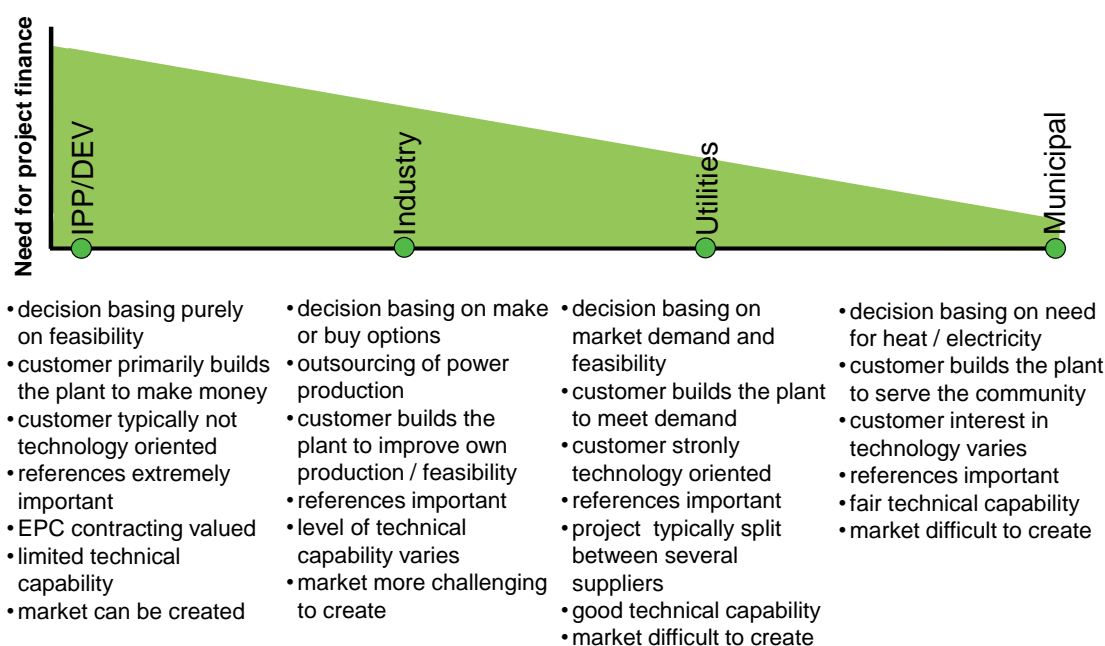 Need for project finance
IPP/DEV
Industry
Utilities
Municipal
• decision basing purely
on feasibility
• customer primarily builds
the plant to make money
• customer typically not
technology oriented
• references extremely
important
• EPC contracting valued
• limited technical
capability
• market can be created
• decision basing on make
or buy options
• outsourcing of power
production
• customer builds the
plant to improve own
production / feasibility
• references important
• level of technical
capability varies
• market more challenging
to create
• decision basing on
market demand and
feasibility
• customer builds the plant
to meet demand
• customer stronly
technology oriented
• references important
• project typically split
between several
suppliers
• good technical capability
• market difficult to create
• decision basing on need
for heat / electricity
• customer builds the plant
to serve the community
• customer interest in
technology varies
• references important
• fair technical capability
• market difficult to create